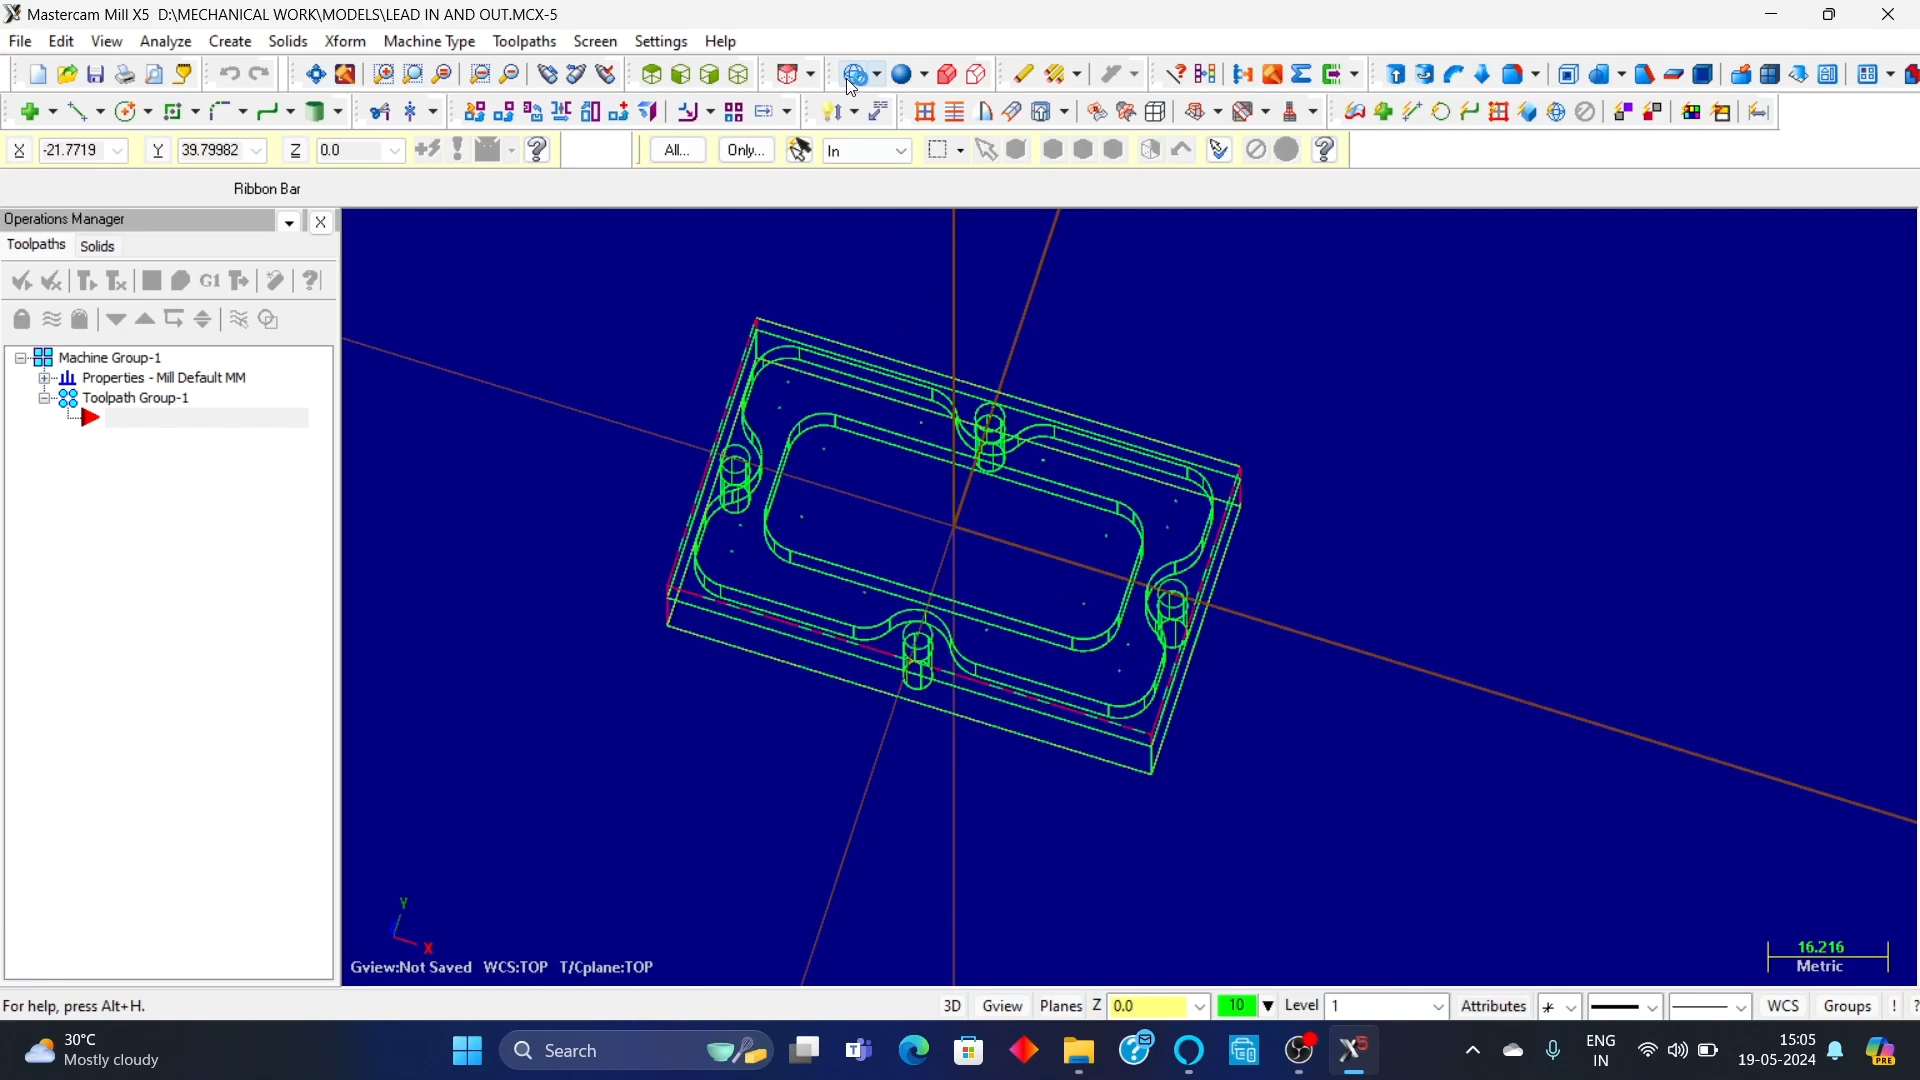 Mastercam Mill X5 D:\MECHANICAL WORK\MODELS\LEAD IN AND OUT.MCX-5
File Edit View Analyze Create Solids Xform Machine Type Toolpaths Screen Settings Help
G1
X -21.7719 Y 39.79982 Z 0.0 All... Only... In
Ribbon Bar
Operations Manager
Toolpaths Solids
Machine Group-1
Properties - Mill Default MM
Toolpath Group-1
Y
X
16.216
Metric
Gview:Not Saved WCS:TOP T/Cplane:TOP
For help, press Alt+H. 3D Gview Planes Z 0.0 10 Level 1 Attributes WCS Groups ! ?
30°C
Mostly cloudy
Search
ENG
IN
15:05
19-05-2024
PRE